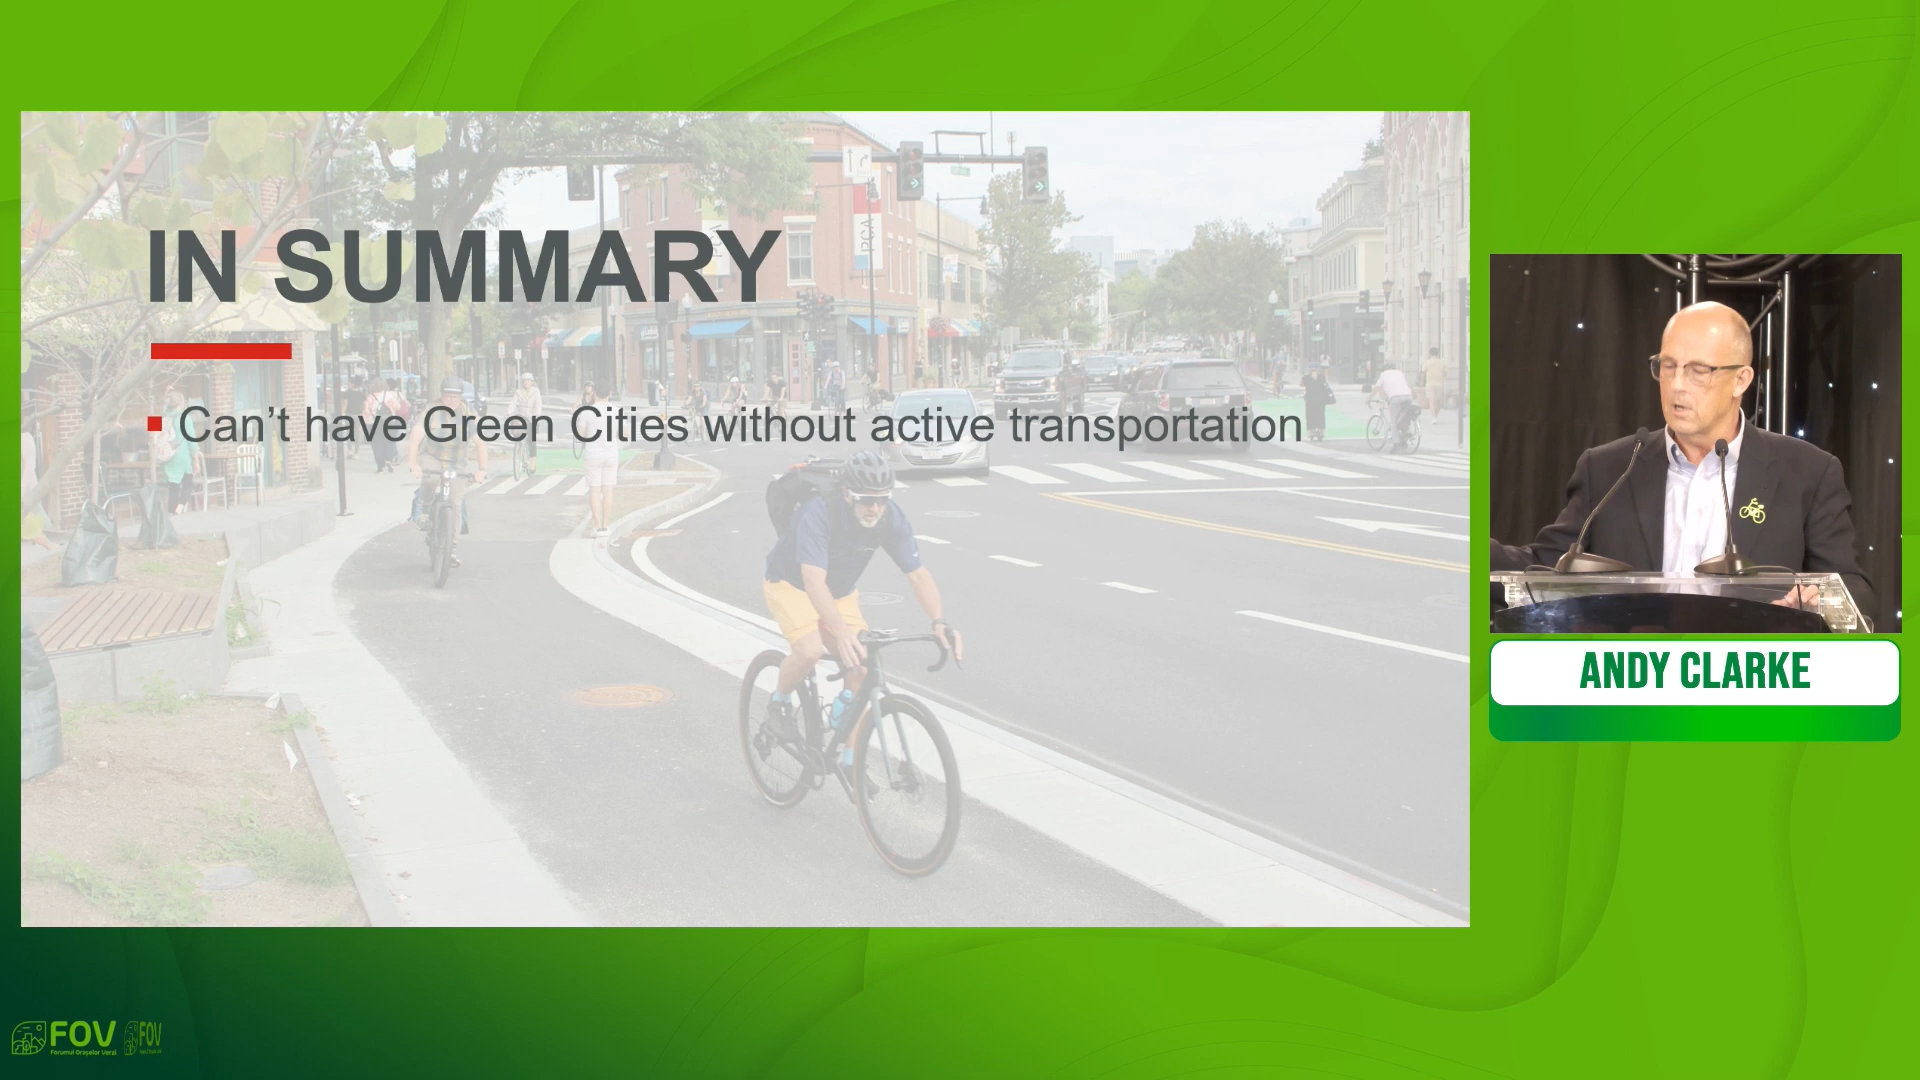 IN SUMMARY
Can’t have Green Cities without active transportation
ANDY CLARKE
FOV
Forumul Orașelor Verzi
FOV